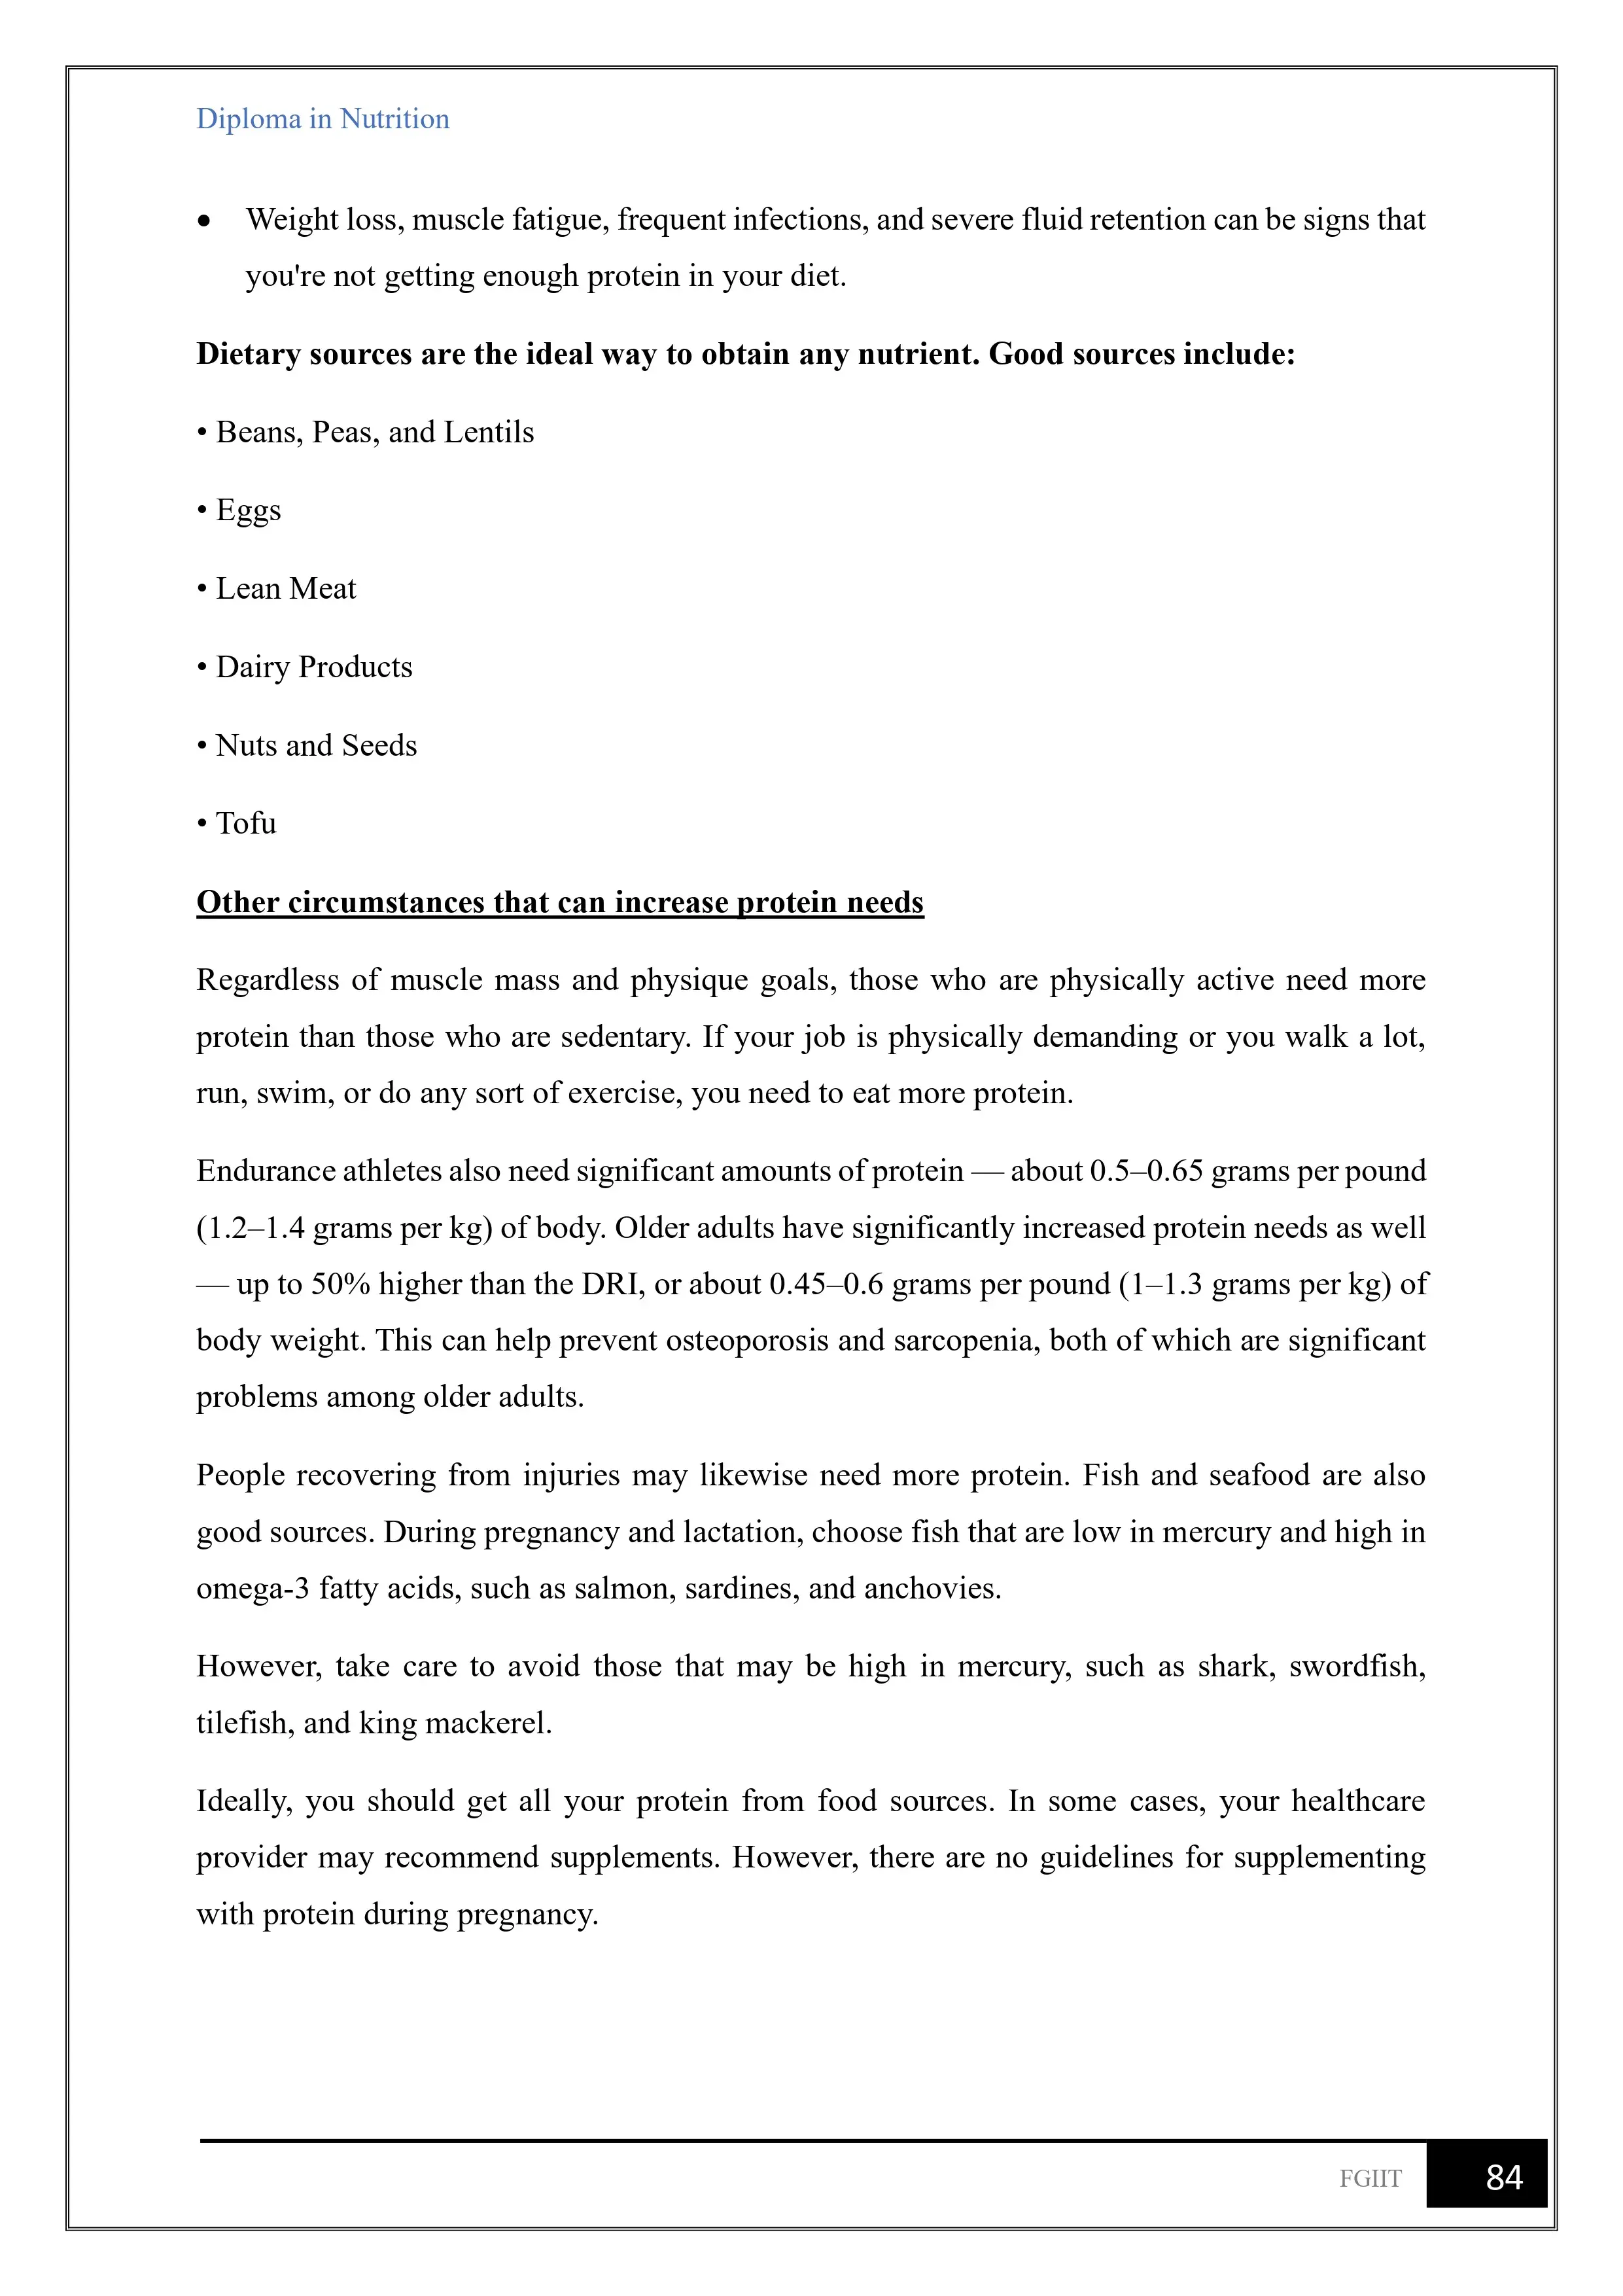 Diploma in Nutrition
• Weight loss, muscle fatigue, frequent infections, and severe fluid retention can be signs that
you're not getting enough protein in your diet.
Dietary sources are the ideal way to obtain any nutrient. Good sources include:
• Beans, Peas, and Lentils
• Eggs
• Lean Meat
• Dairy Products
• Nuts and Seeds
• Tofu
Other circumstances that can increase protein needs
Regardless of muscle mass and physique goals, those who are physically active need more
protein than those who are sedentary. If your job is physically demanding or you walk a lot,
run, swim, or do any sort of exercise, you need to eat more protein.
Endurance athletes also need significant amounts of protein — about 0.5–0.65 grams per pound
(1.2–1.4 grams per kg) of body. Older adults have significantly increased protein needs as well
— up to 50% higher than the DRI, or about 0.45–0.6 grams per pound (1–1.3 grams per kg) of
body weight. This can help prevent osteoporosis and sarcopenia, both of which are significant
problems among older adults.
People recovering from injuries may likewise need more protein. Fish and seafood are also
good sources. During pregnancy and lactation, choose fish that are low in mercury and high in
omega-3 fatty acids, such as salmon, sardines, and anchovies.
However, take care to avoid those that may be high in mercury, such as shark, swordfish,
tilefish, and king mackerel.
Ideally, you should get all your protein from food sources. In some cases, your healthcare
provider may recommend supplements. However, there are no guidelines for supplementing
with protein during pregnancy.
FGIIT 84